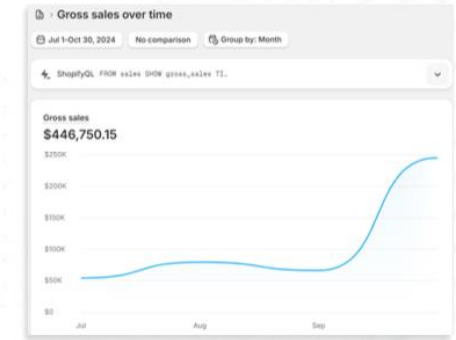 Gross sales over time
Jul 1-Oct 30, 2024 No comparison Group by: Month
ShopifyQL FROM sales SHOW gross_sales TI…
Gross sales
$446,750.15
$250K
$200K
$150K
$100K
$50K
$0
Jul Aug Sep